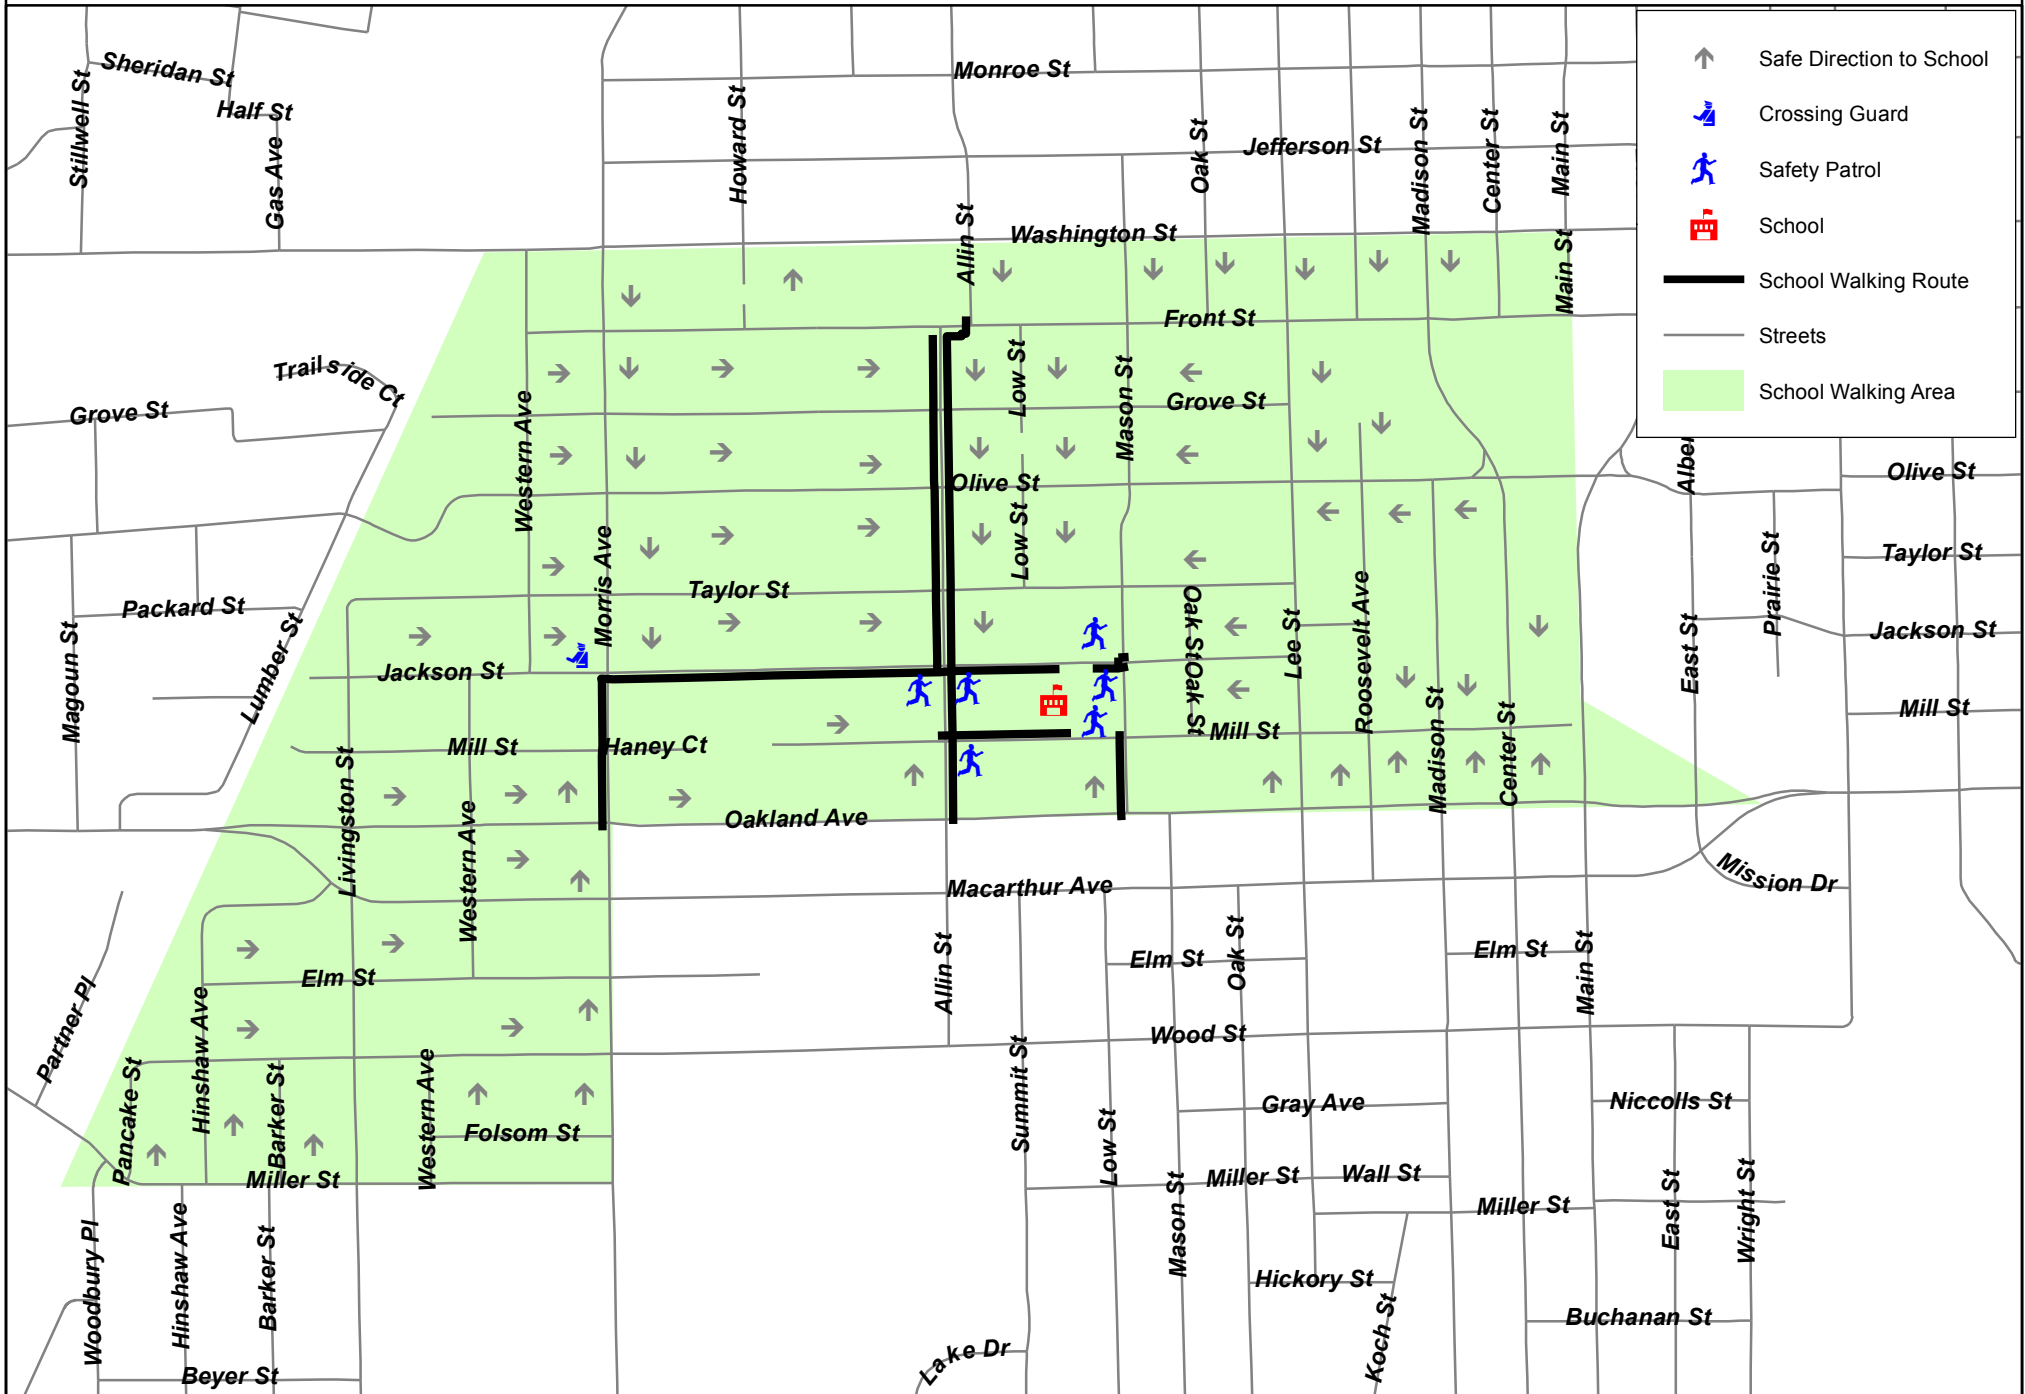 Safe Direction to School
Crossing Guard
Safety Patrol
School
School Walking Route
Streets
School Walking Area
Sheridan St
Half St
Stillwell St
Gas Ave
Howard St
Monroe St
Jefferson St
Oak St
Madison St
Center St
Main St
Allin St
Washington St
Main St
Front St
Trailside Ct
Grove St
Low St
Mason St
Grove St
Western Ave
Olive St
Albe
Olive St
Low St
Morris Ave
Taylor St
Taylor St
Packard St
Magoun St
Lumber St
Jackson St
Oak St
Oak St
Lee St
Roosevelt Ave
East St
Prairie St
Jackson St
Mill St
Haney Ct
Mill St
Mill St
Madison St
Center St
Livingston St
Western Ave
Oakland Ave
Macarthur Ave
Mission Dr
Allin St
Elm St
Oak St
Elm St
Main St
Elm St
Partner Pl
Hinshaw Ave
Wood St
Pancake St
Barker St
Western Ave
Summit St
Low St
Gray Ave
Niccolls St
Folsom St
Miller St
Miller St
Wall St
Miller St
Mason St
East St
Wright St
Woodbury Pl
Hinshaw Ave
Barker St
Hickory St
Koch St
Buchanan St
Lake Dr
Beyer St